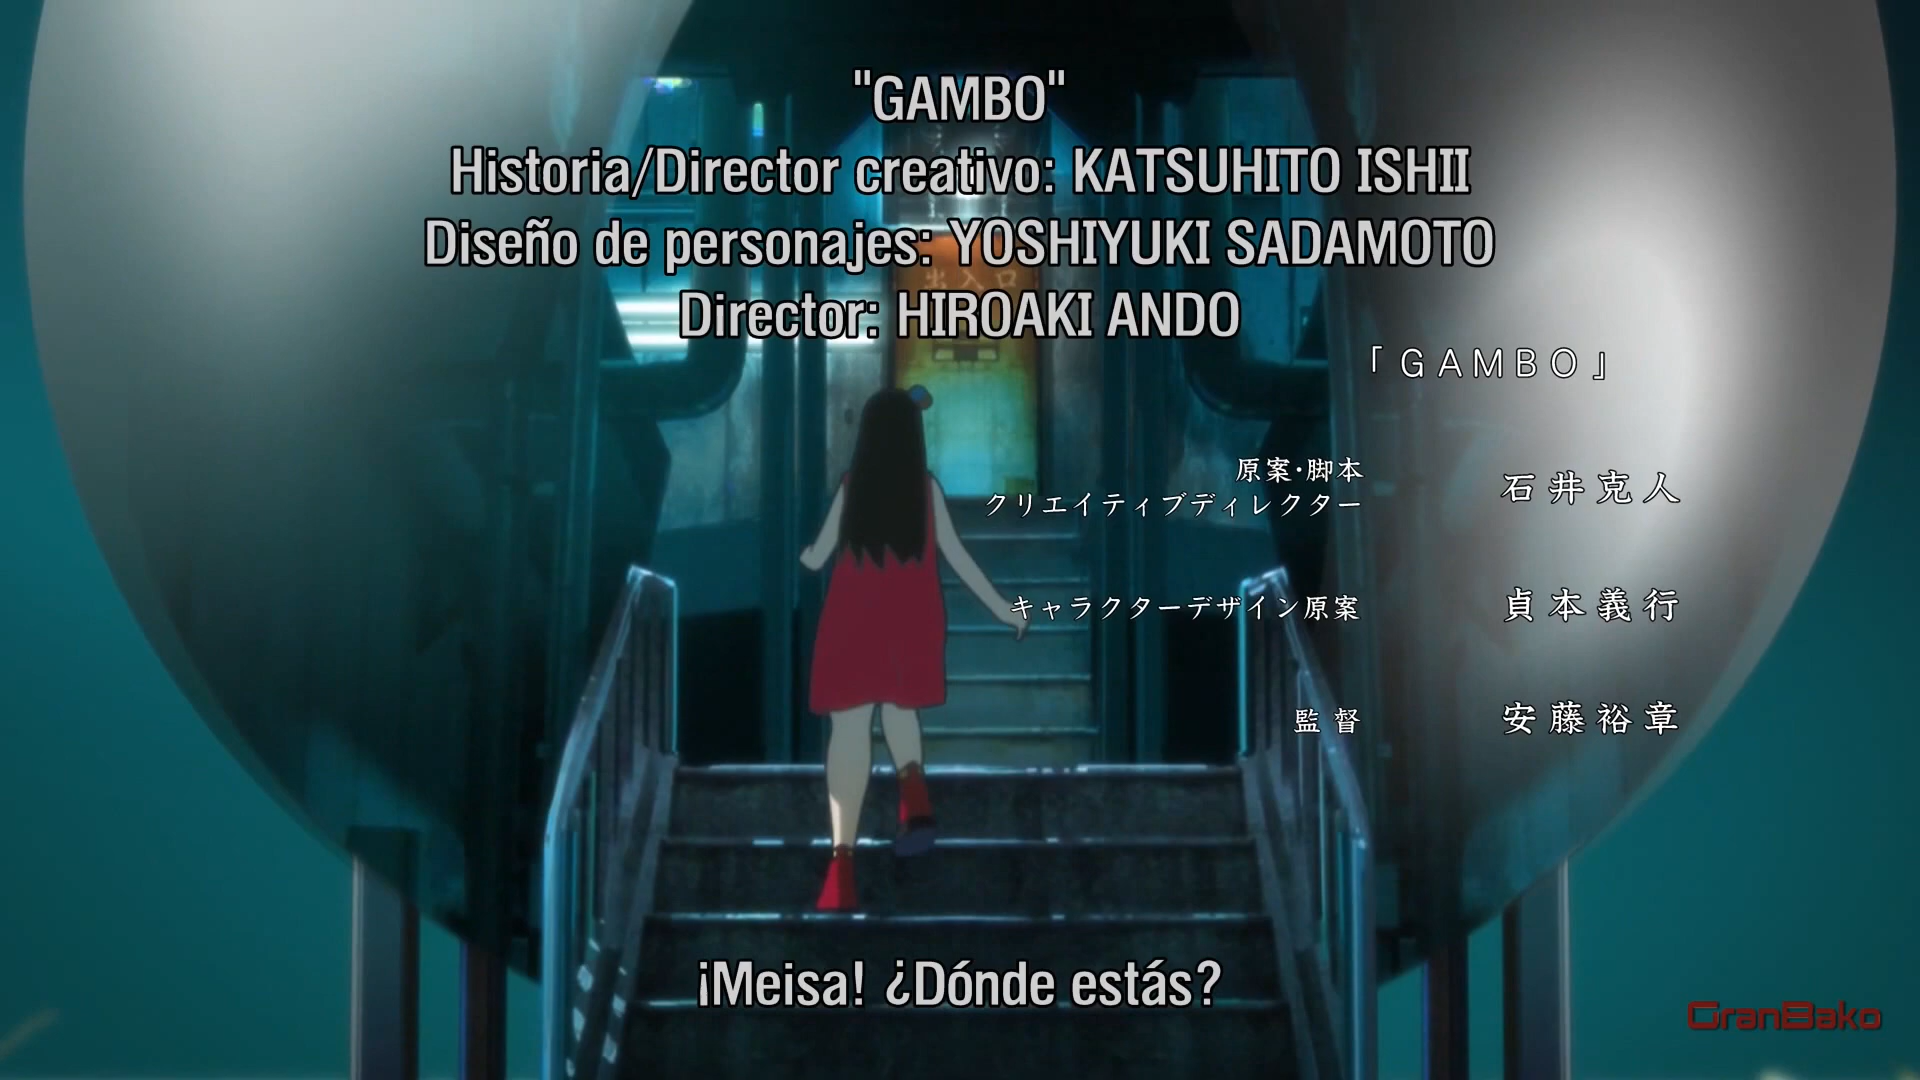 "GAMBO"
Historia/Director creativo: KATSUHITO ISHII
Diseño de personajes: YOSHIYUKI SADAMOTO
Director: HIROAKI ANDO
出入口
「GAMBO」
原案・脚本
クリエイティブディレクター 石井克人
キャラクターデザイン原案 貞本義行
監督 安藤裕章
¡Meisa! ¿Dónde estás?
GranBako